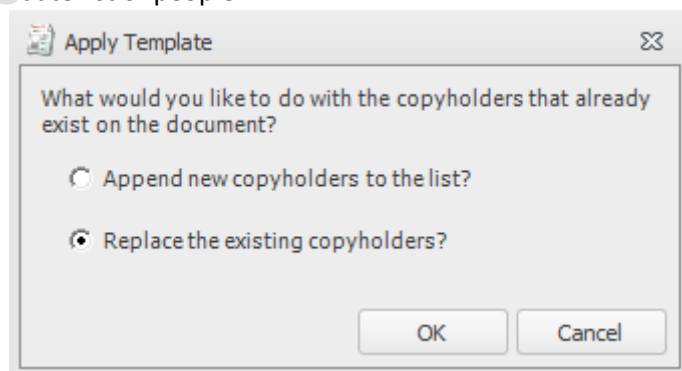 people
Apply Template
What would you like to do with the copyholders that already
exist on the document?
Append new copyholders to the list?
Replace the existing copyholders?
OK
Cancel